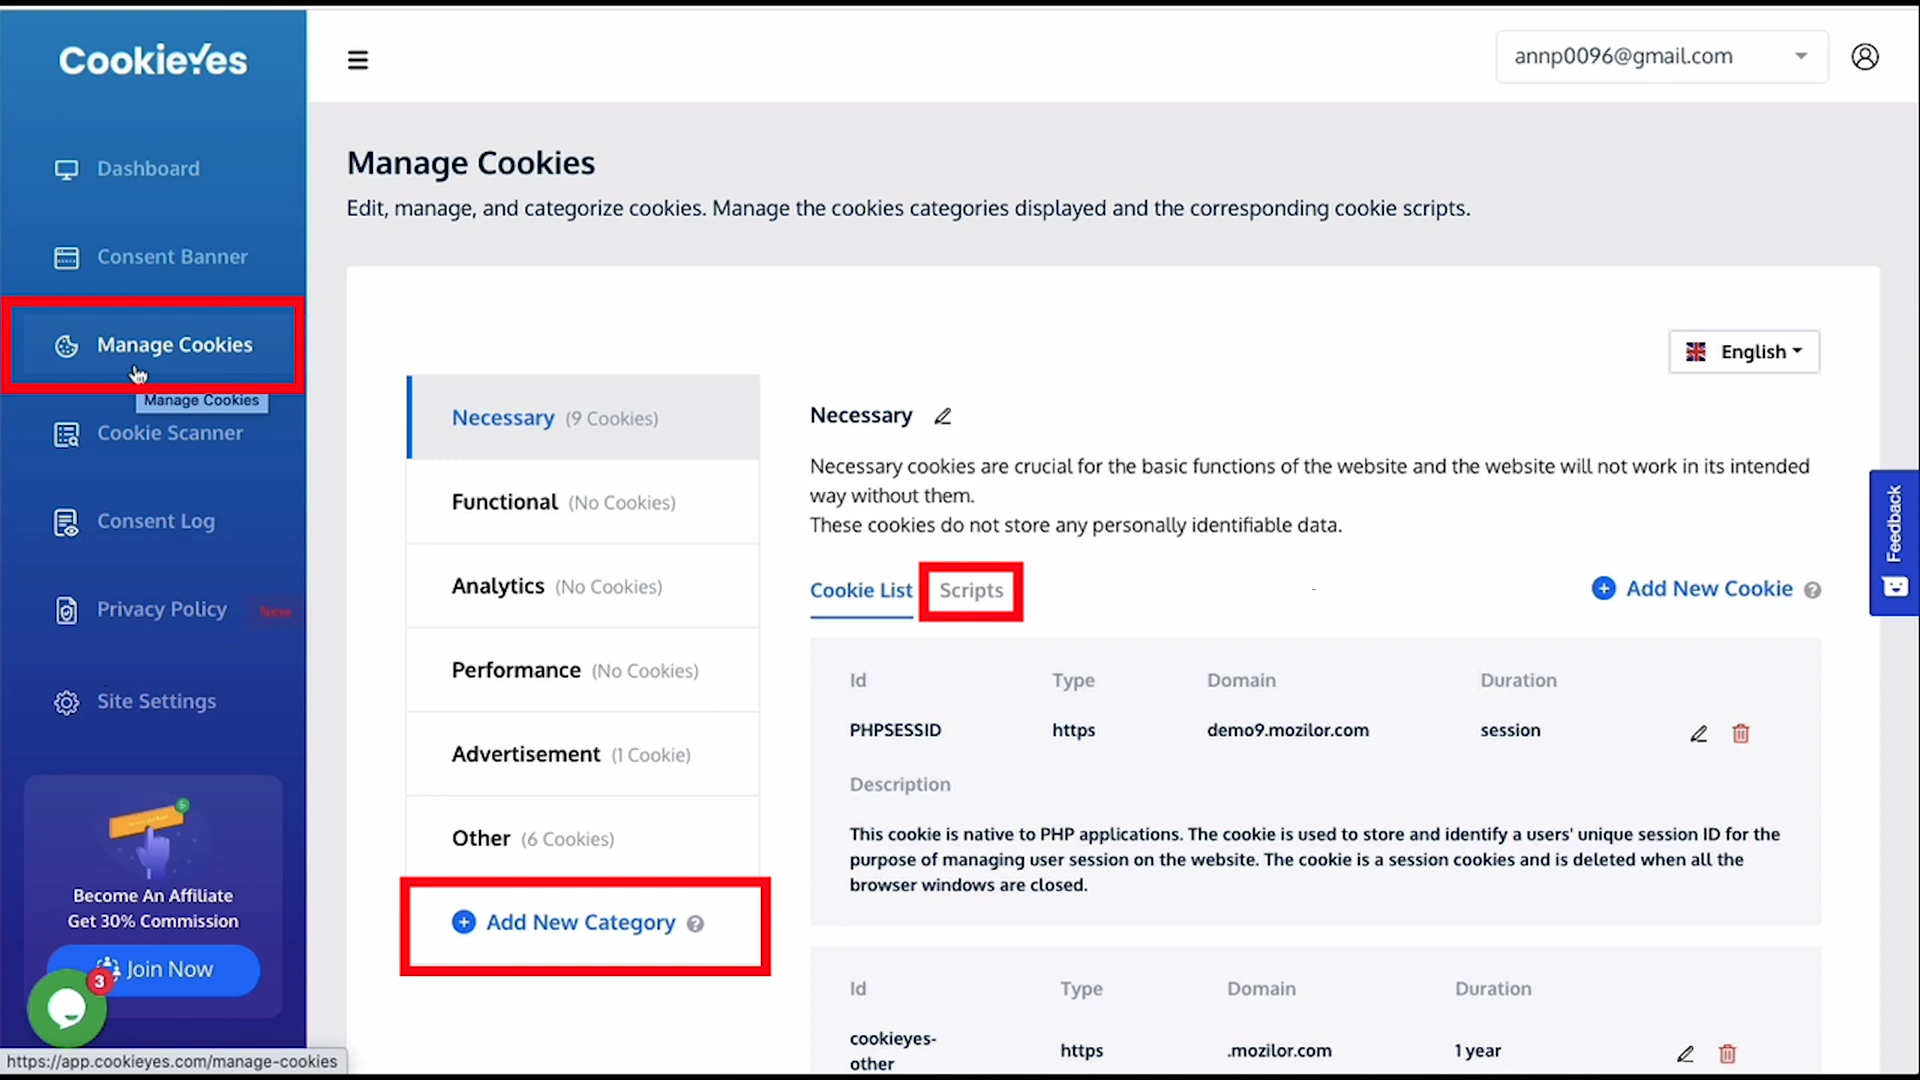 CookieYes
annp0096@gmail.com
Dashboard
Consent Banner
Manage Cookies
Manage Cookies
Cookie Scanner
Consent Log
Privacy Policy New
Site Settings
Become An Affiliate
Get 30% Commission
Join Now
3
https://app.cookieyes.com/manage-cookies
Manage Cookies
Edit, manage, and categorize cookies. Manage the cookies categories displayed and the corresponding cookie scripts.
English
Necessary (9 Cookies)
Functional (No Cookies)
Analytics (No Cookies)
Performance (No Cookies)
Advertisement (1 Cookie)
Other (6 Cookies)
Add New Category ?
Necessary
Necessary cookies are crucial for the basic functions of the website and the website will not work in its intended
way without them.
These cookies do not store any personally identifiable data.
Cookie List Scripts - Add New Cookie ?
Id Type Domain Duration
PHPSESSID https demo9.mozilor.com session
Description
This cookie is native to PHP applications. The cookie is used to store and identify a users' unique session ID for the
purpose of managing user session on the website. The cookie is a session cookies and is deleted when all the
browser windows are closed.
Id Type Domain Duration
cookieyes-
other https .mozilor.com 1 year
Feedback